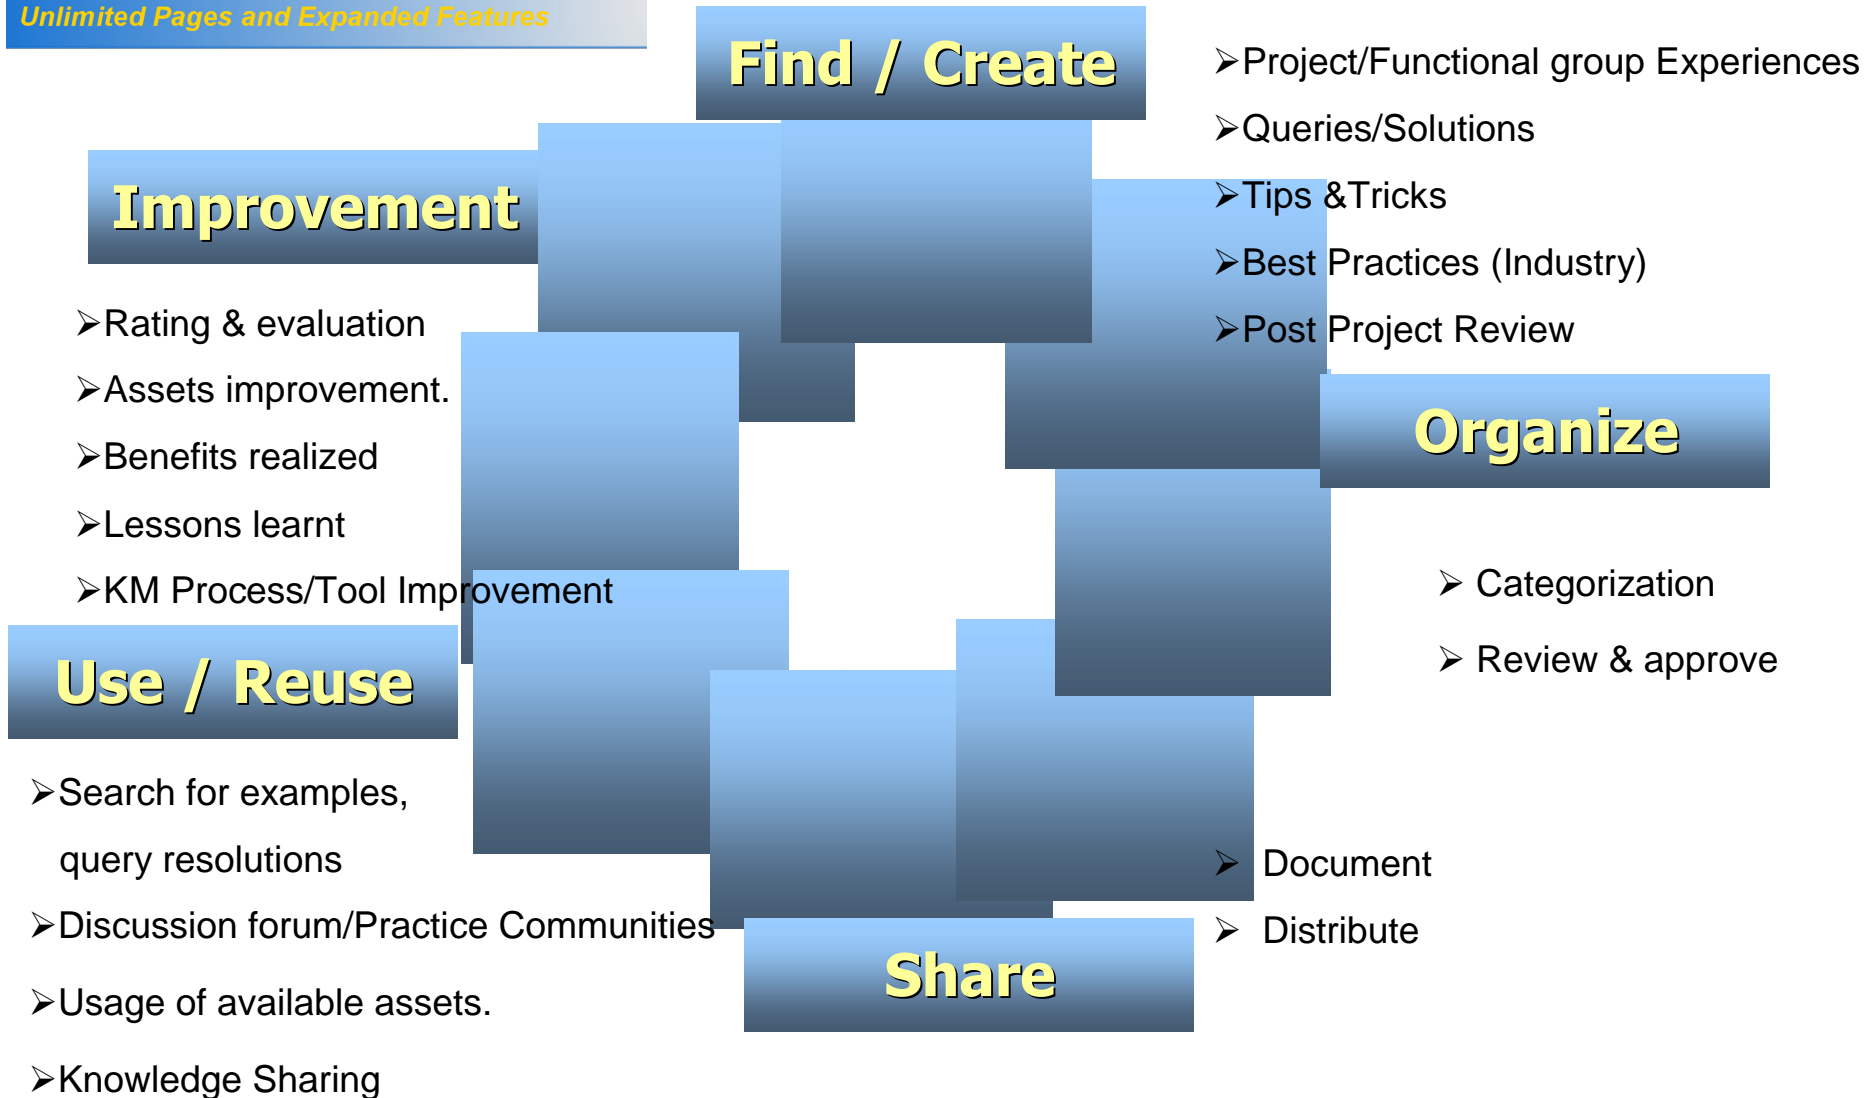 Unlimited Pages and Expanded Features
Find / Create
➢Project/Functional group Experiences
➢Queries/Solutions
➢Tips &Tricks
➢Best Practices (Industry)
➢Post Project Review
Organize
➢ Categorization
➢ Review & approve
➢ Document
➢ Distribute
Share
Improvement
➢Rating & evaluation
➢Assets improvement.
➢Benefits realized
➢Lessons learnt
➢KM Process/Tool Improvement
Use / Reuse
➢Search for examples,
query resolutions
➢Discussion forum/Practice Communities
➢Usage of available assets.
➢Knowledge Sharing